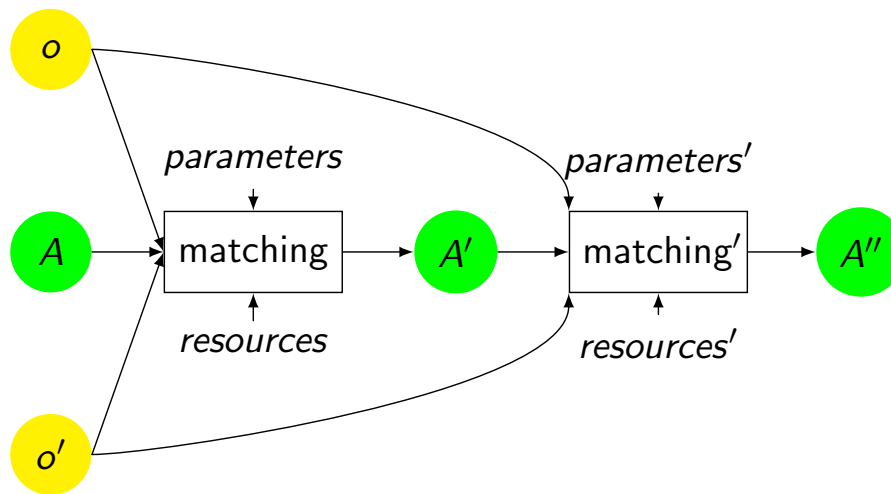 o
parameters
parameters′
A
matching
A′
matching′
A′′
resources
resources′
o′